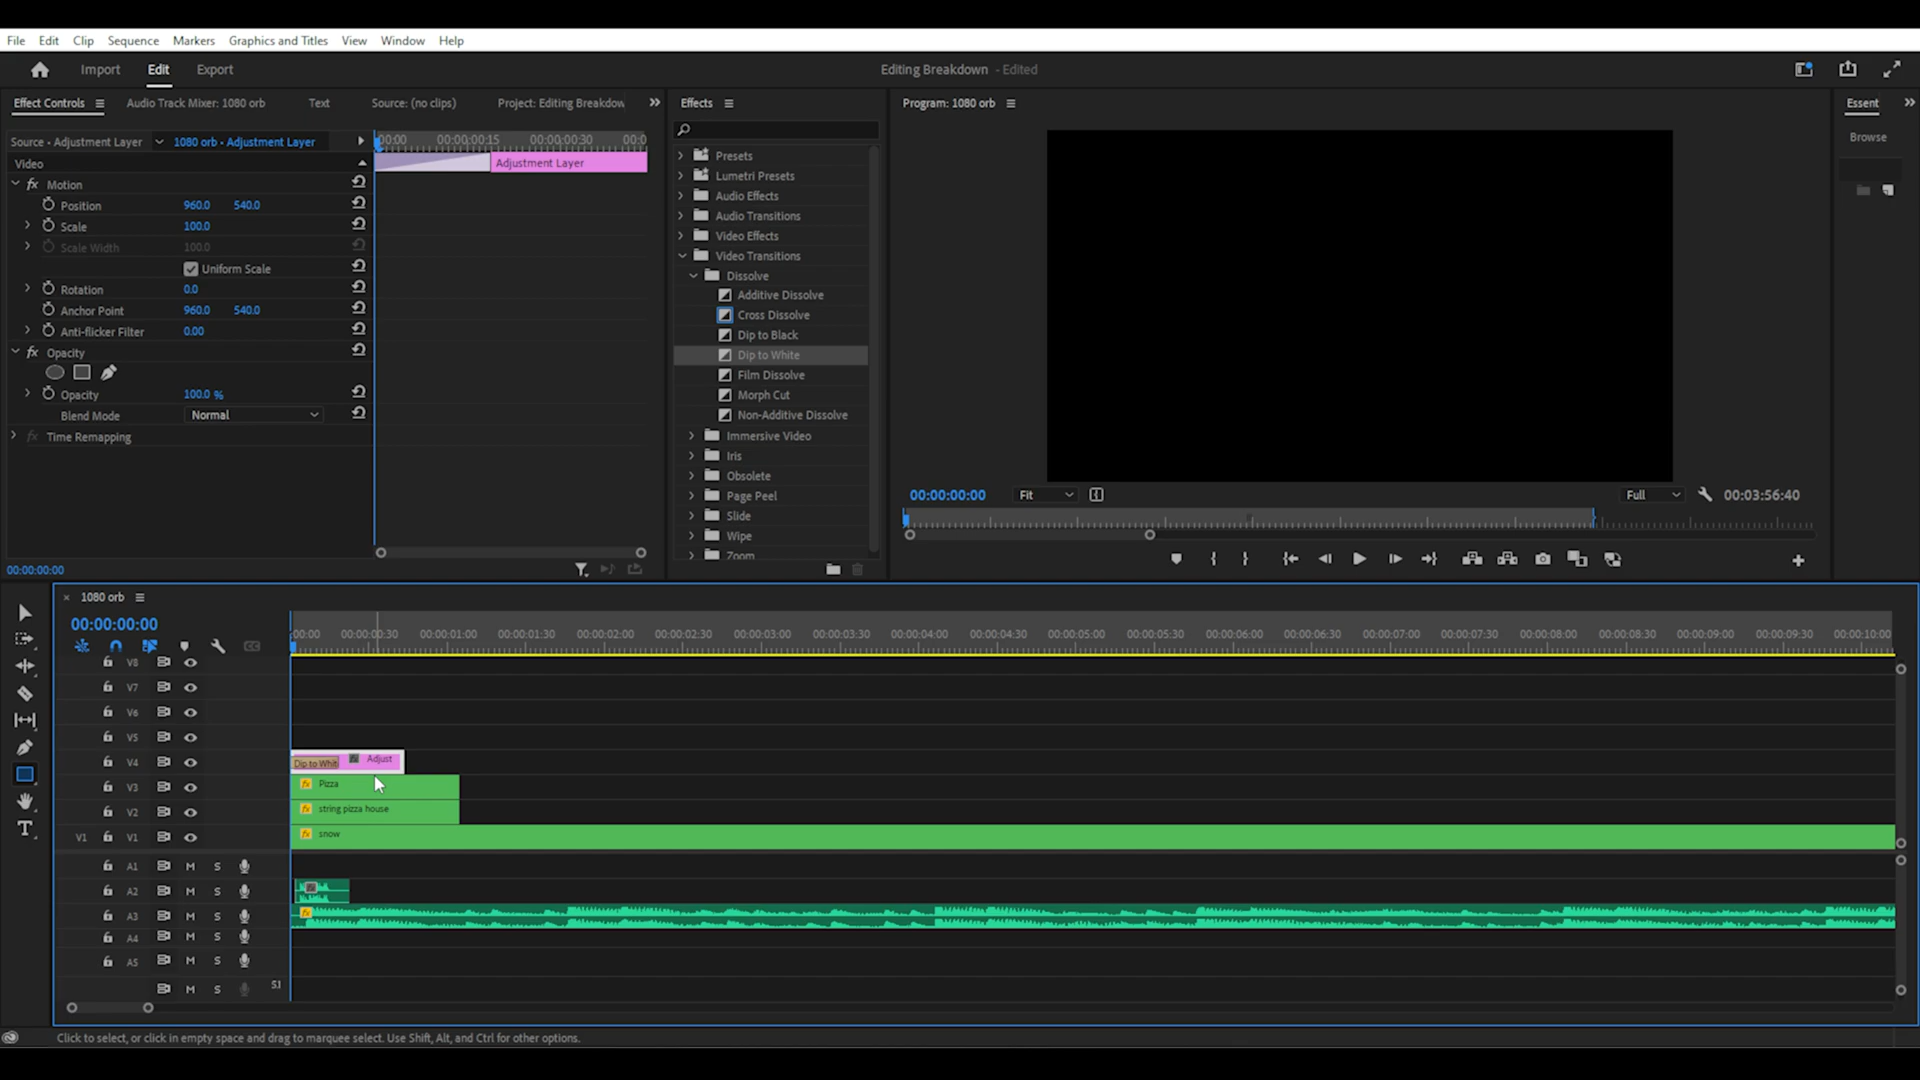 File Edit Clip Sequence Markers Graphics and Titles View Window Help
Import Edit Export Editing Breakdown - Edited
Effect Controls Audio Track Mixer: 1080 orb Text Source: (no clips) Project: Editing Breakdow
Effects
Program: 1080 orb
Essent
Browse
Source • Adjustment Layer 1080 orb • Adjustment Layer
00:00 00:00:00:15 00:00:00:30 00:0
Video
Adjustment Layer
fx Motion
Position 960.0 540.0
Scale 100.0
Scale Width 100.0
Uniform Scale
Rotation 0.0
Anchor Point 960.0 540.0
Anti-flicker Filter 0.00
fx Opacity
Opacity 100.0 %
Blend Mode Normal
fx Time Remapping
00:00:00:00
Presets
Lumetri Presets
Audio Effects
Audio Transitions
Video Effects
Video Transitions
Dissolve
Additive Dissolve
Cross Dissolve
Dip to Black
Dip to White
Film Dissolve
Morph Cut
Non-Additive Dissolve
Immersive Video
Iris
Obsolete
Page Peel
Slide
Wipe
Zoom
00:00:00:00 Fit Full 00:03:56:40
× 1080 orb
00:00:00:00
:00:00 00:00:00:30 00:00:01:00 00:00:01:30 00:00:02:00 00:00:02:30 00:00:03:00 00:00:03:30 00:00:04:00 00:00:04:30 00:00:05:00 00:00:05:30 00:00:06:00 00:00:06:30 00:00:07:00 00:00:07:30 00:00:08:00 00:00:08:30 00:00:09:00 00:00:09:30 00:00:10:00
CC
V8
V7
V6
V5
V4 Dip to Whit Adjust
V3 fx Pizza
V2 fx string pizza house
V1 V1 fx snow
A1 M S
A2 M S
A3 M S fx
A4 M S
A5 M S
M S S1
T
Click to select, or click in empty space and drag to marquee select. Use Shift, Alt, and Ctrl for other options.